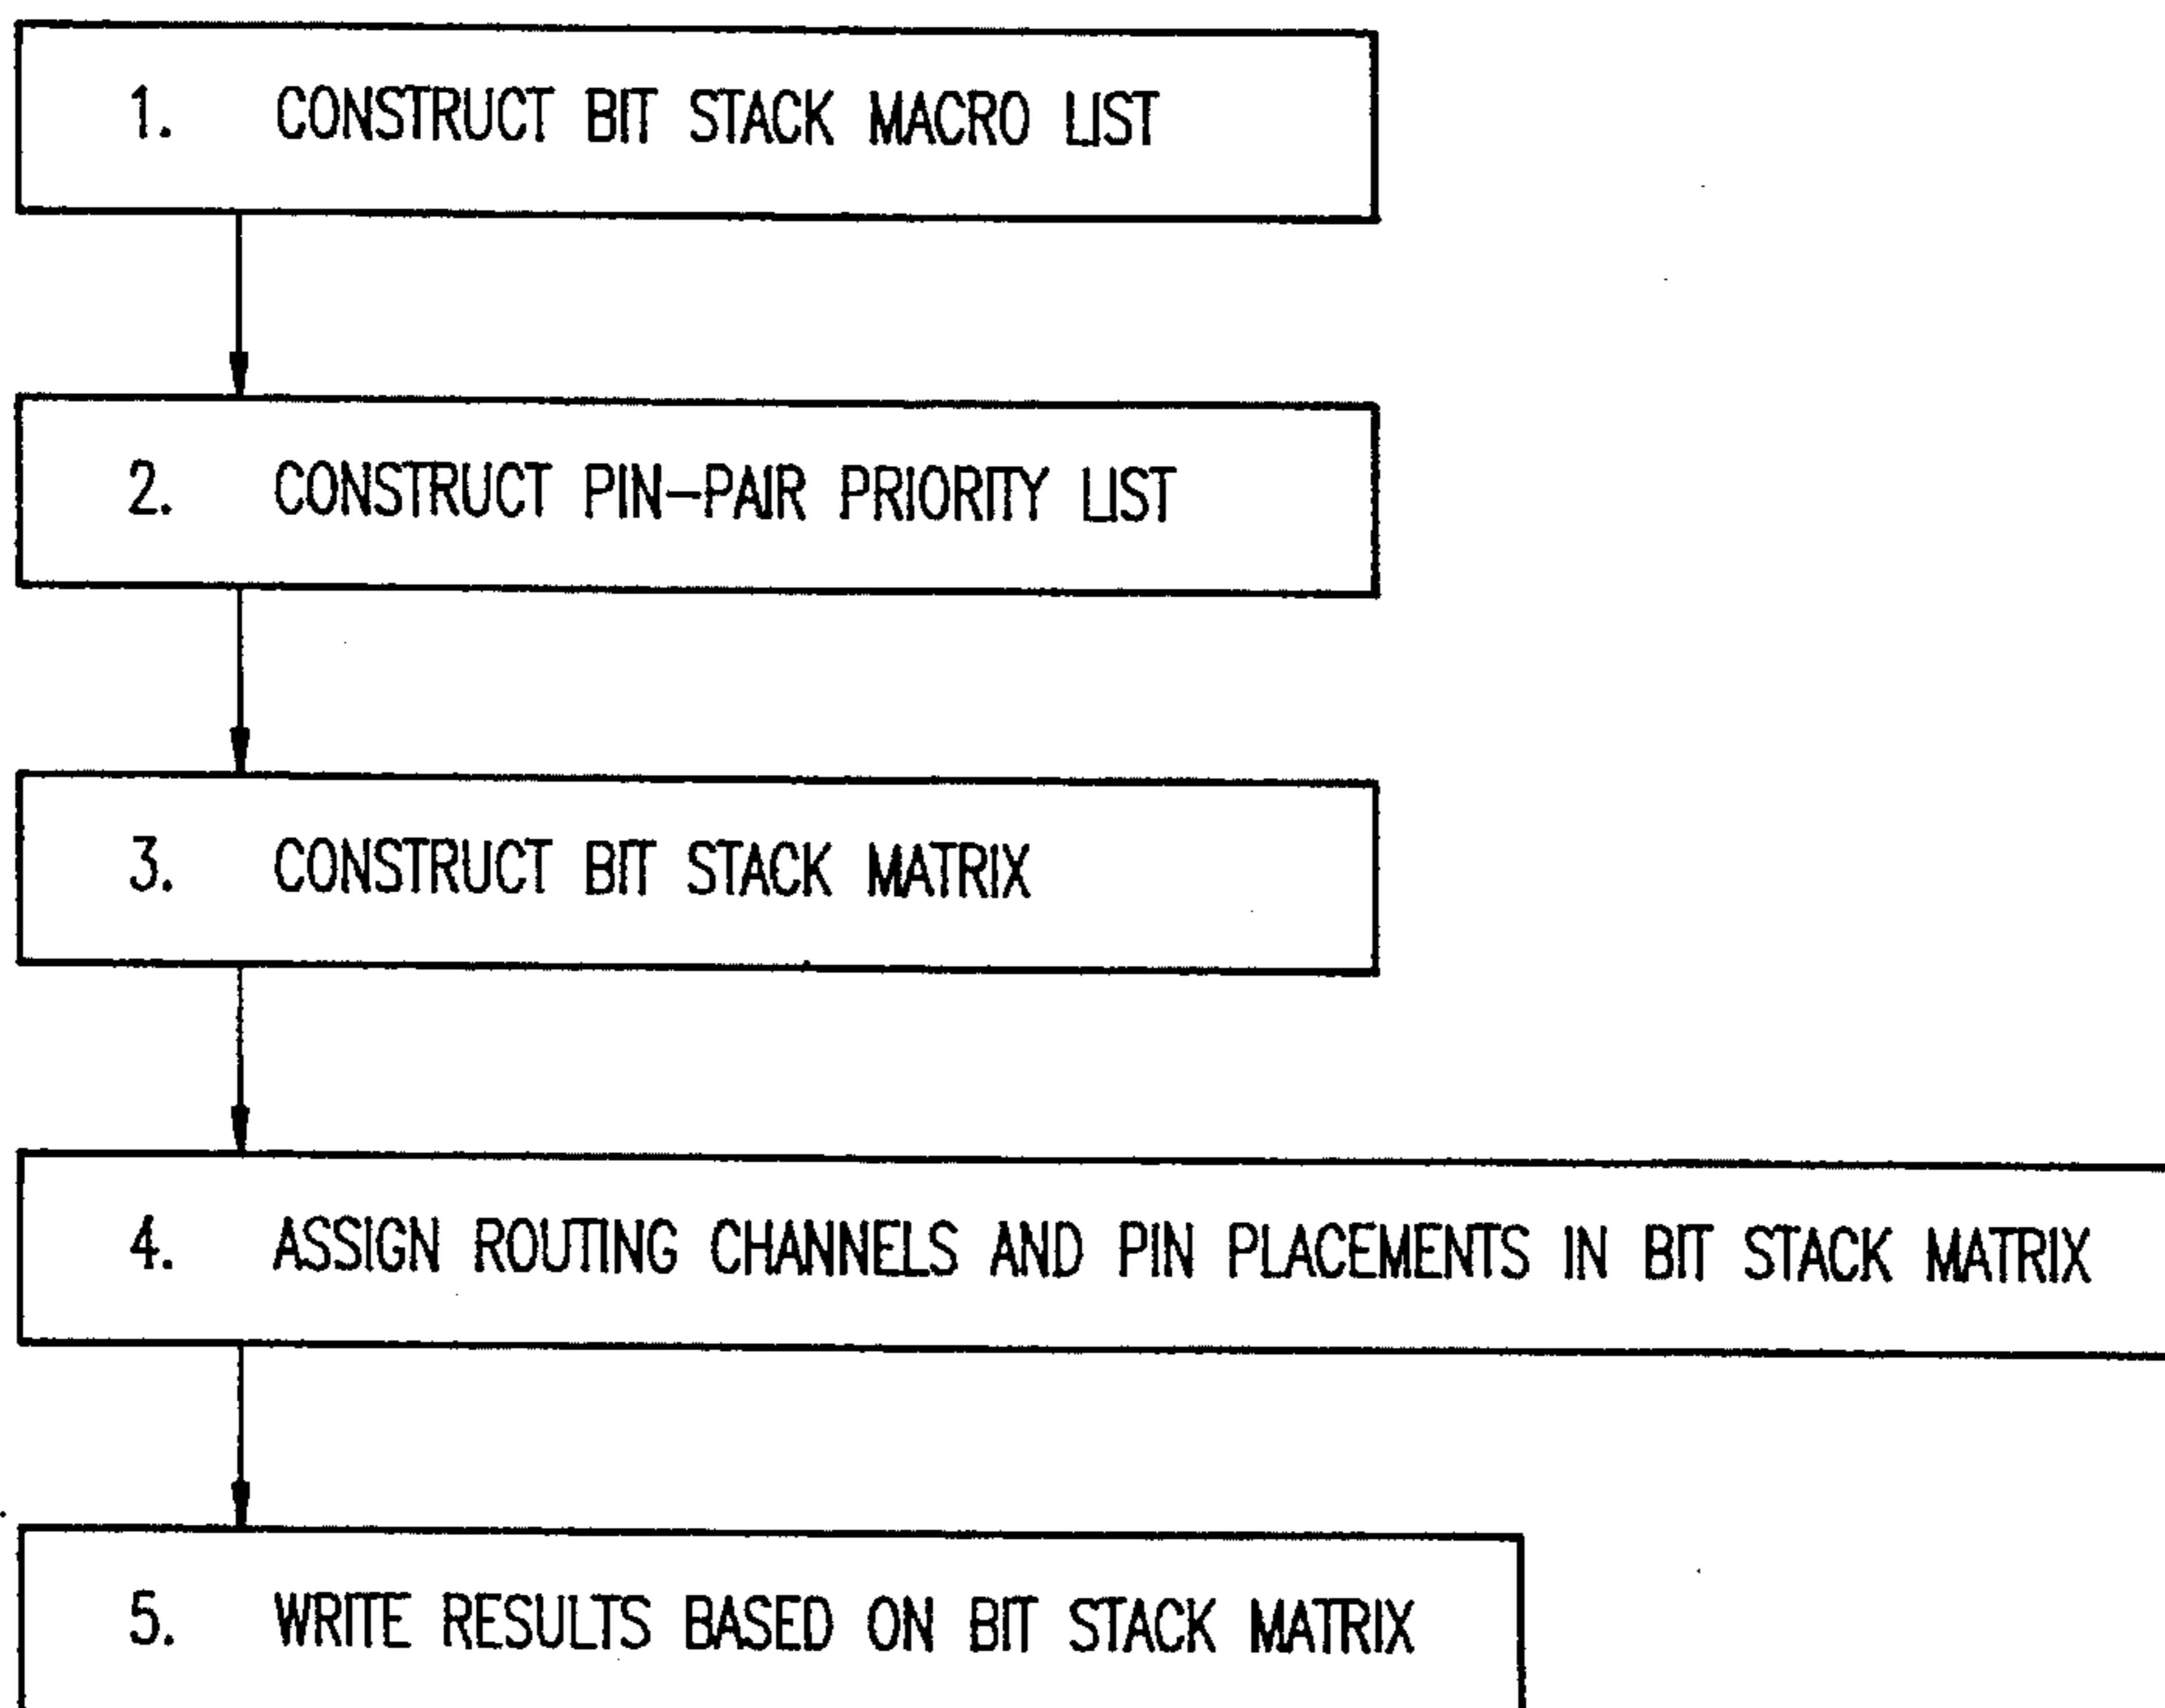 1. CONSTRUCT BIT STACK MACRO LIST
2. CONSTRUCT PIN-PAIR PRIORITY LIST
3. CONSTRUCT BIT STACK MATRIX
4. ASSIGN ROUTING CHANNELS AND PIN PLACEMENTS IN BIT STACK MATRIX
5. WRITE RESULTS BASED ON BIT STACK MATRIX